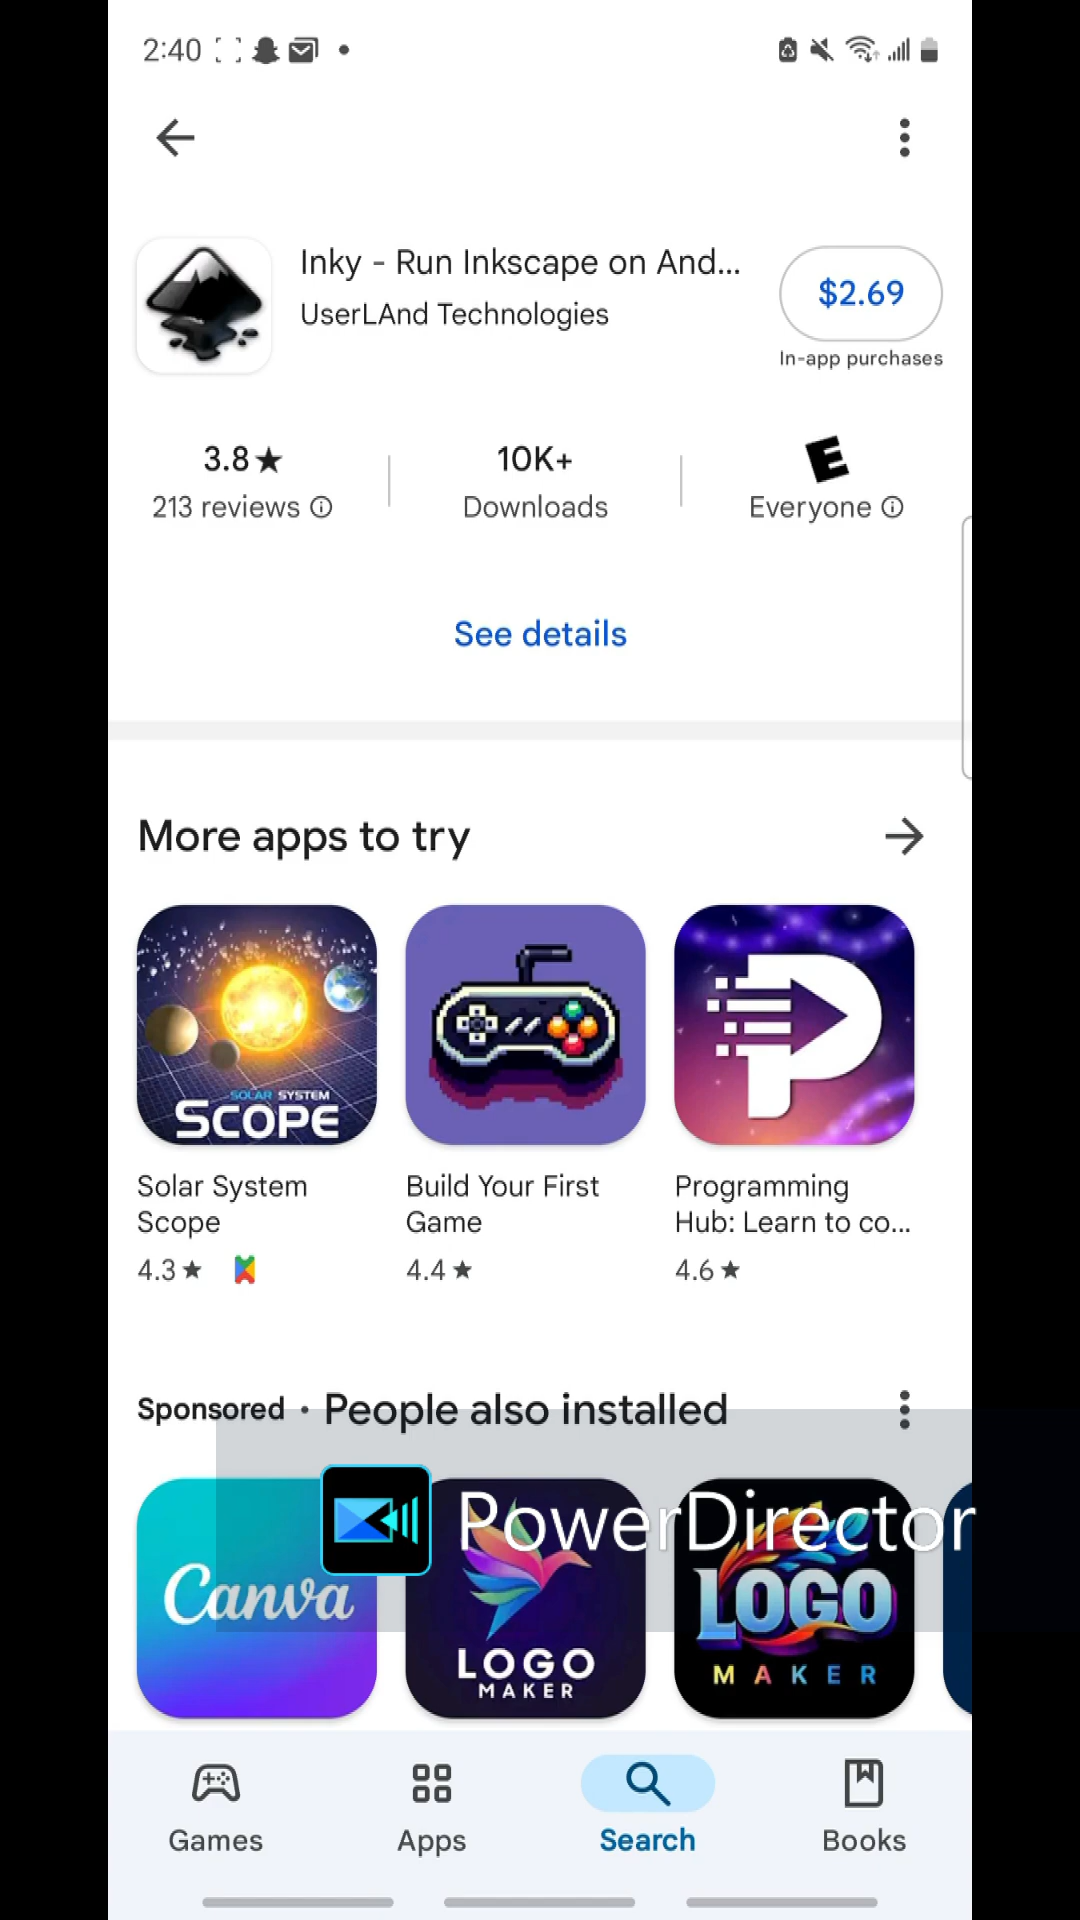 2:40
Inky - Run Inkscape on And...
UserLAnd Technologies
$2.69
In-app purchases
3.8★
213 reviews
10K+
Downloads
E
Everyone
See details
More apps to try
SOLAR SYSTEM
SCOPE
Solar System
Scope
4.3★
Build Your First
Game
4.4★
Programming
Hub: Learn to co...
4.6★
Sponsored • People also installed
PowerDirector
Canva
LOGO
MAKER
LOGO
MAKER
Games
Apps
Search
Books